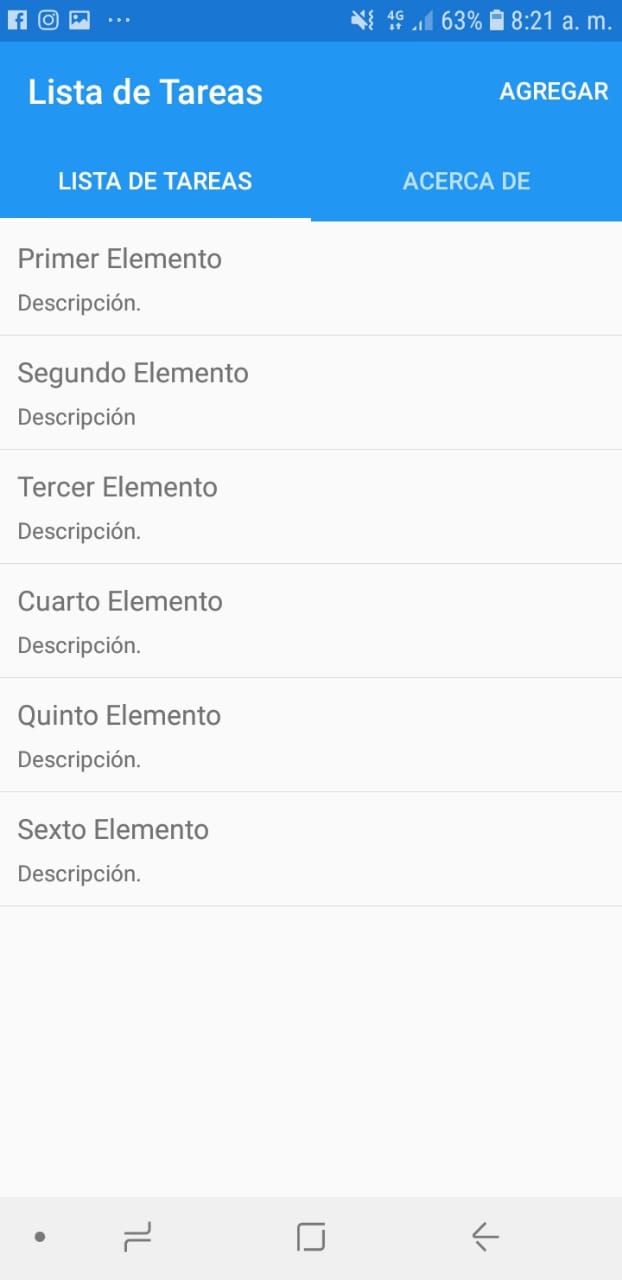 4G 63% 8:21 a. m.
Lista de Tareas AGREGAR
LISTA DE TAREAS ACERCA DE
Primer Elemento
Descripción.
Segundo Elemento
Descripción
Tercer Elemento
Descripción.
Cuarto Elemento
Descripción.
Quinto Elemento
Descripción.
Sexto Elemento
Descripción.